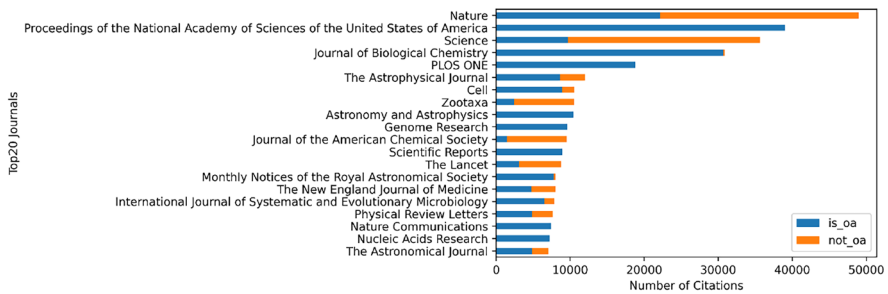 Top20 Journals
Nature
Proceedings of the National Academy of Sciences of the United States of America
Science
Journal of Biological Chemistry
PLOS ONE
The Astrophysical Journal
Cell
Zootaxa
Astronomy and Astrophysics
Genome Research
Journal of the American Chemical Society
Scientific Reports
The Lancet
Monthly Notices of the Royal Astronomical Society
The New England Journal of Medicine
International Journal of Systematic and Evolutionary Microbiology
Physical Review Letters
Nature Communications
Nucleic Acids Research
The Astronomical Journal
is_oa
not_oa
0 10000 20000 30000 40000 50000
Number of Citations